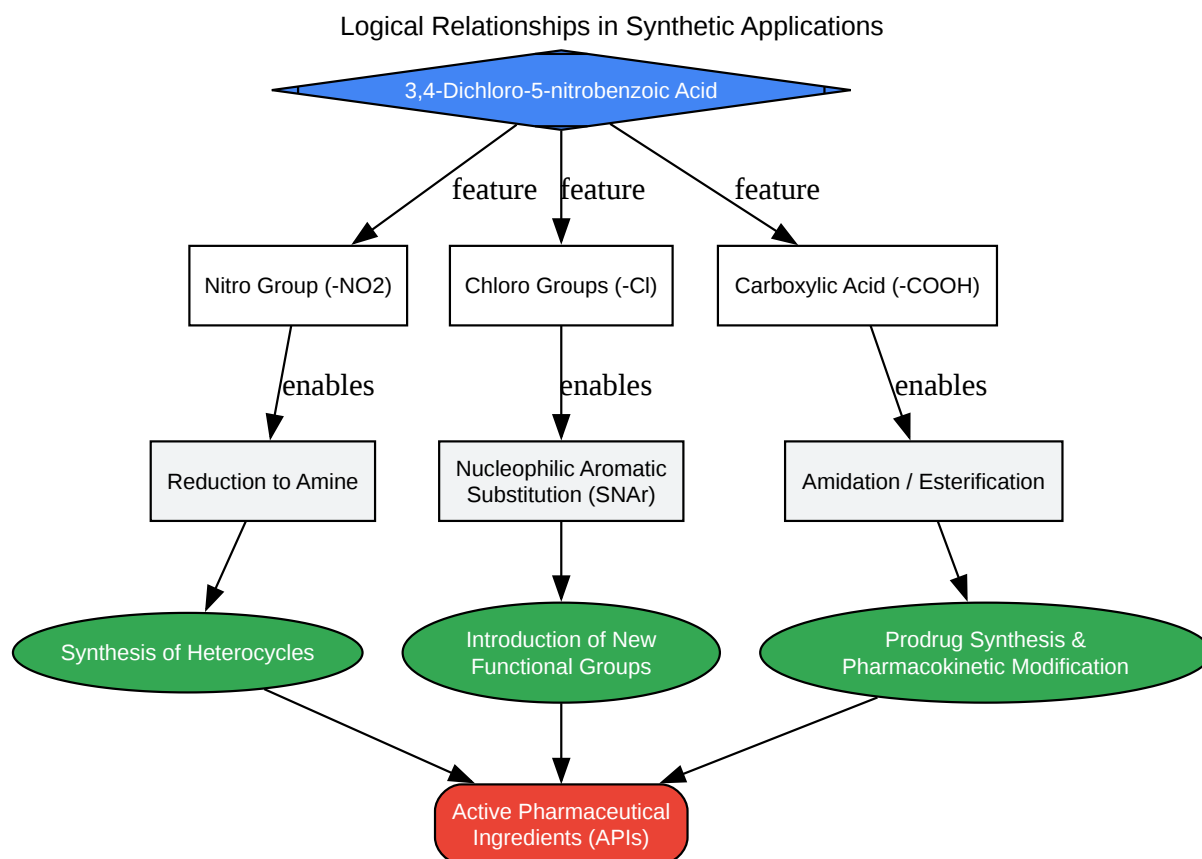 Logical Relationships in Synthetic Applications
3,4-Dichloro-5-nitrobenzoic Acid
feature
feature
feature
Nitro Group (-NO2)
Chloro Groups (-Cl)
Carboxylic Acid (-COOH)
enables
enables
enables
Reduction to Amine
Nucleophilic Aromatic
Substitution (SNAr)
Amidation / Esterification
Synthesis of Heterocycles
Introduction of New
Functional Groups
Prodrug Synthesis &
Pharmacokinetic Modification
Active Pharmaceutical
Ingredients (APIs)